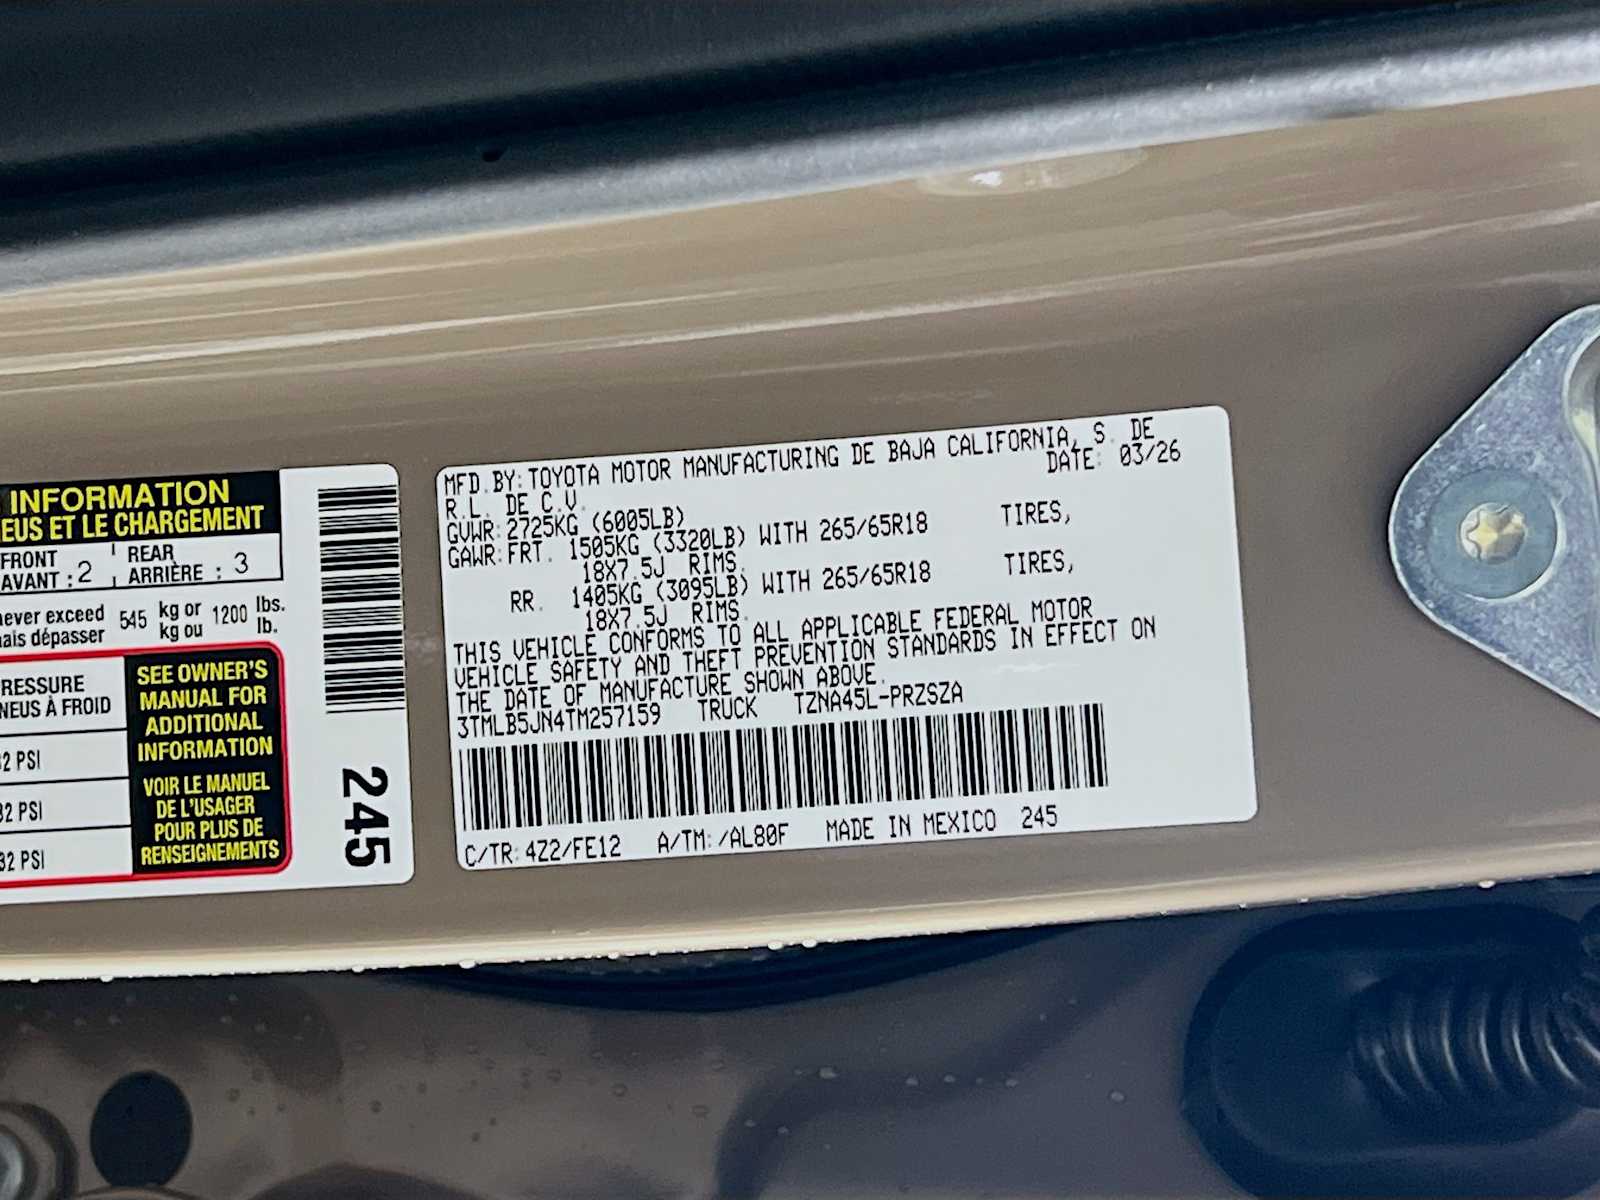 INFORMATION
NEUS ET LE CHARGEMENT
FRONT
AVANT : 2
REAR
ARRIÈRE : 3
never exceed 545 kg or 1200 lbs.
mais dépasser kg ou lb.
RESSURE
NEUS À FROID
32 PSI
32 PSI
32 PSI
SEE OWNER'S
MANUAL FOR
ADDITIONAL
INFORMATION
VOIR LE MANUEL
DE L'USAGER
POUR PLUS DE
RENSEIGNEMENTS
245
MFD.BY:TOYOTA MOTOR MANUFACTURING DE BAJA CALIFORNIA, S. DE
R.L. DE C.V. DATE: 03/26
GVWR:2725KG (6005LB)
GAWR:FRT. 1505KG (3320LB) WITH 265/65R18 TIRES,
18X7.5J RIMS.
RR. 1405KG (3095LB) WITH 265/65R18 TIRES,
18X7.5J RIMS.
THIS VEHICLE CONFORMS TO ALL APPLICABLE FEDERAL MOTOR
VEHICLE SAFETY AND THEFT PREVENTION STANDARDS IN EFFECT ON
THE DATE OF MANUFACTURE SHOWN ABOVE.
3TMLB5JN4TM257159 TRUCK TZNA45L-PRZSZA
C/TR:4Z2/FE12 A/TM:/AL80F MADE IN MEXICO 245